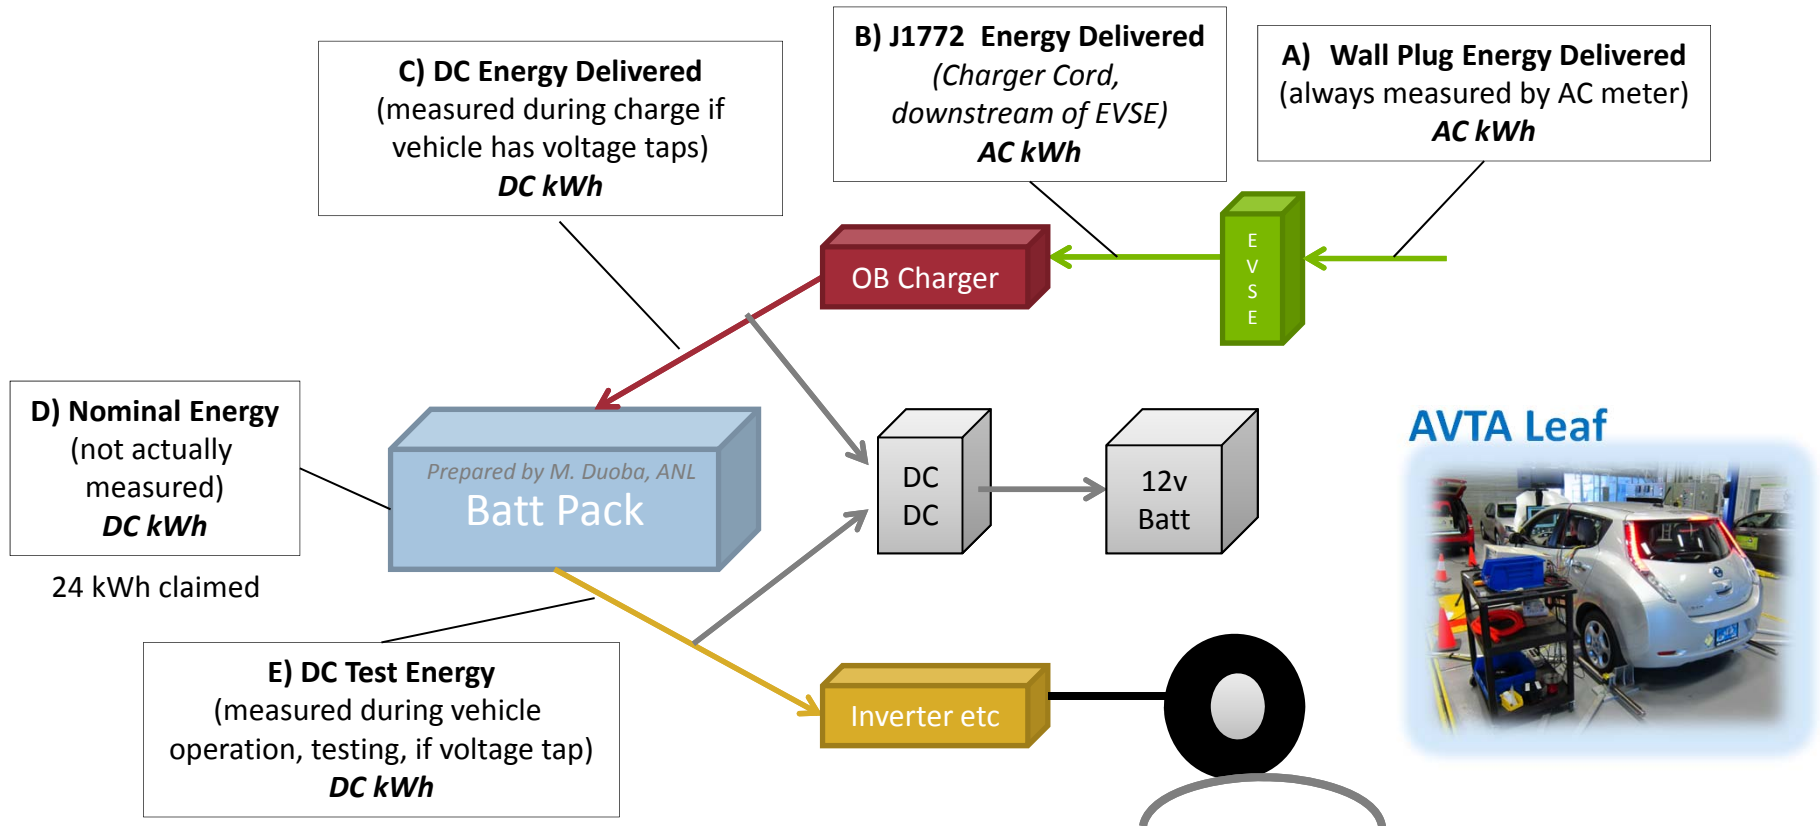 B) J1772  Energy Delivered
(Charger Cord,
downstream of EVSE)
AC kWh
A)  Wall Plug Energy Delivered
(always measured by AC meter)
AC kWh
C) DC Energy Delivered
(measured during charge if
vehicle has voltage taps)
DC kWh
E
V
S
E
OB Charger
D) Nominal Energy
(not actually
measured)
DC kWh
24 kWh claimed
Prepared by M. Duoba, ANL
Batt Pack
DC
DC
12v
Batt
AVTA Leaf
E) DC Test Energy
(measured during vehicle
operation, testing, if voltage tap)
DC kWh
Inverter etc